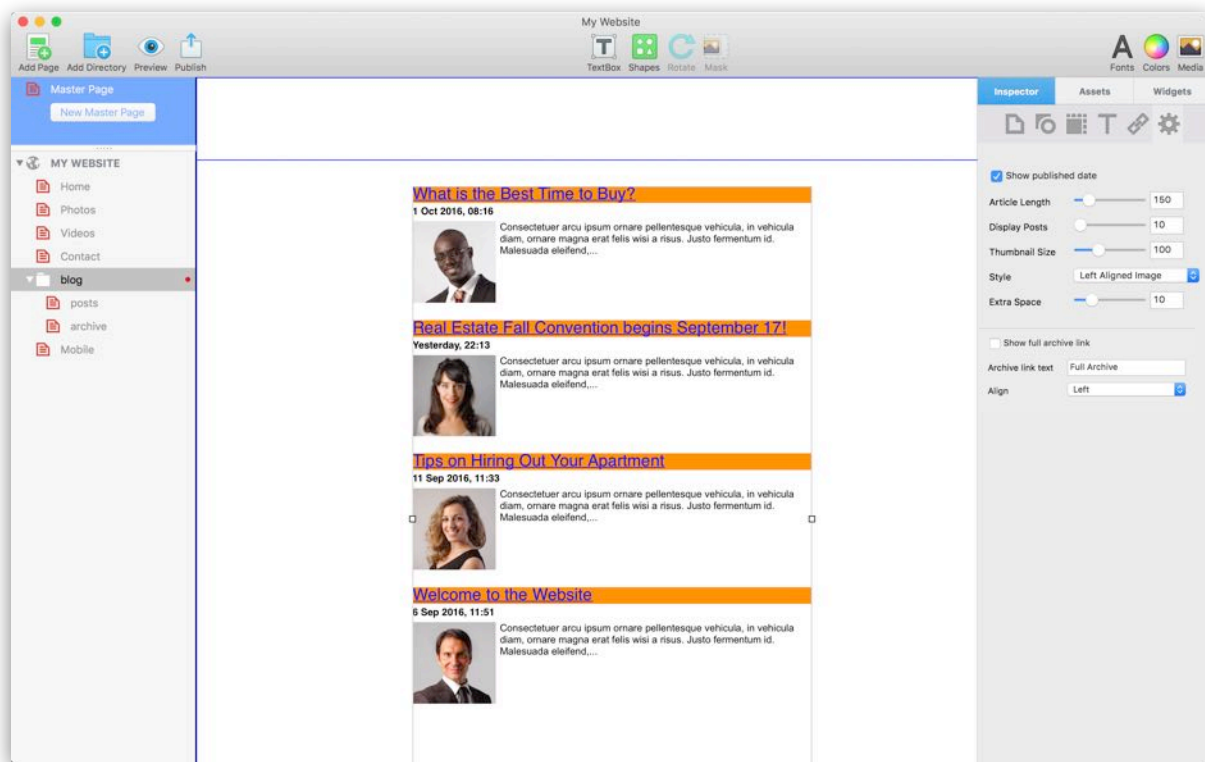 My Website
Add Page Add Directory Preview Publish
TextBox Shapes Rotate Mask
Fonts Colors Media
Master Page
New Master Page
MY WEBSITE
Home
Photos
Videos
Contact
blog
posts
archive
Mobile
What is the Best Time to Buy?
1 Oct 2016, 08:16
Consectetuer arcu ipsum ornare pellentesque vehicula, in vehicula
diam, ornare magna erat felis wisi a risus. Justo fermentum id.
Malesuada eleifend,...
Real Estate Fall Convention begins September 17!
Yesterday, 22:13
Consectetuer arcu ipsum ornare pellentesque vehicula, in vehicula
diam, ornare magna erat felis wisi a risus. Justo fermentum id.
Malesuada eleifend,...
Tips on Hiring Out Your Apartment
11 Sep 2016, 11:33
Consectetuer arcu ipsum ornare pellentesque vehicula, in vehicula
diam, ornare magna erat felis wisi a risus. Justo fermentum id.
Malesuada eleifend,...
Welcome to the Website
6 Sep 2016, 11:51
Consectetuer arcu ipsum ornare pellentesque vehicula, in vehicula
diam, ornare magna erat felis wisi a risus. Justo fermentum id.
Malesuada eleifend,...
Inspector Assets Widgets
Show published date
Article Length 150
Display Posts 10
Thumbnail Size 100
Style Left Aligned Image
Extra Space 10
Show full archive link
Archive link text Full Archive
Align Left